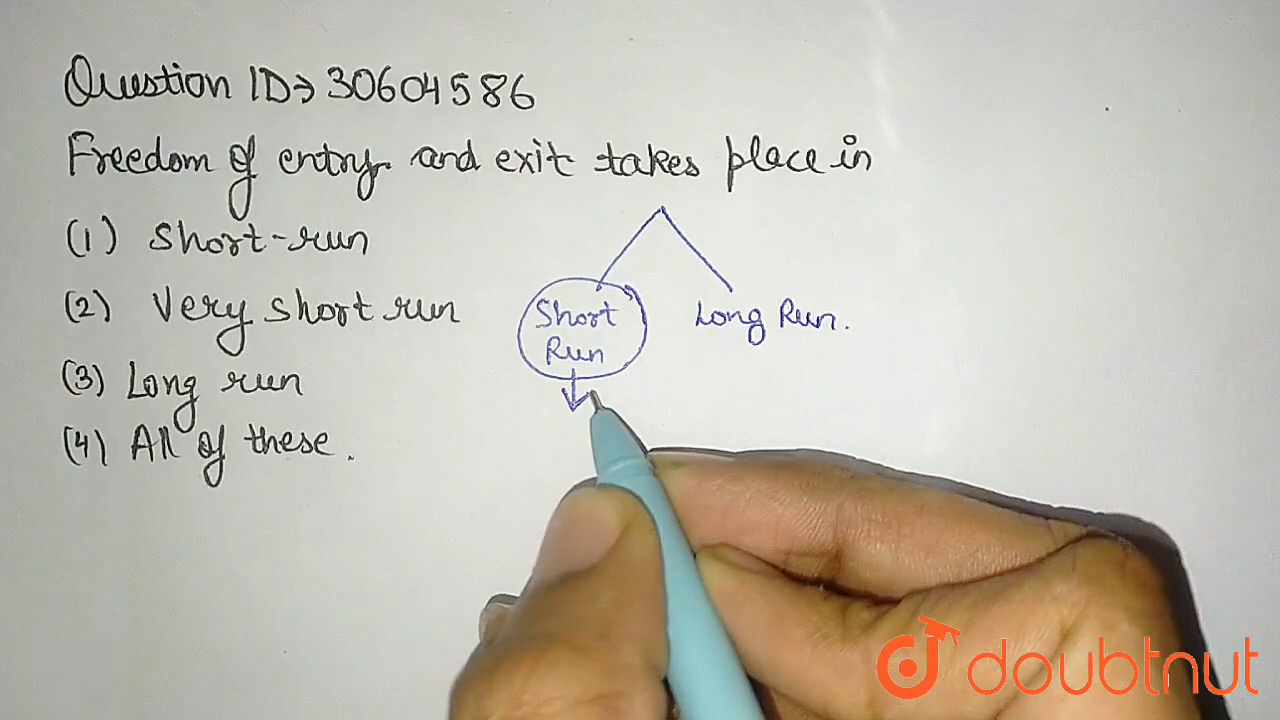 Question ID→ 30604586
Freedom of entry and exit takes place in
(1) Short-run
(2) Very short run
(3) Long run
(4) All of these.
Short
Run
Long Run.
doubtnut